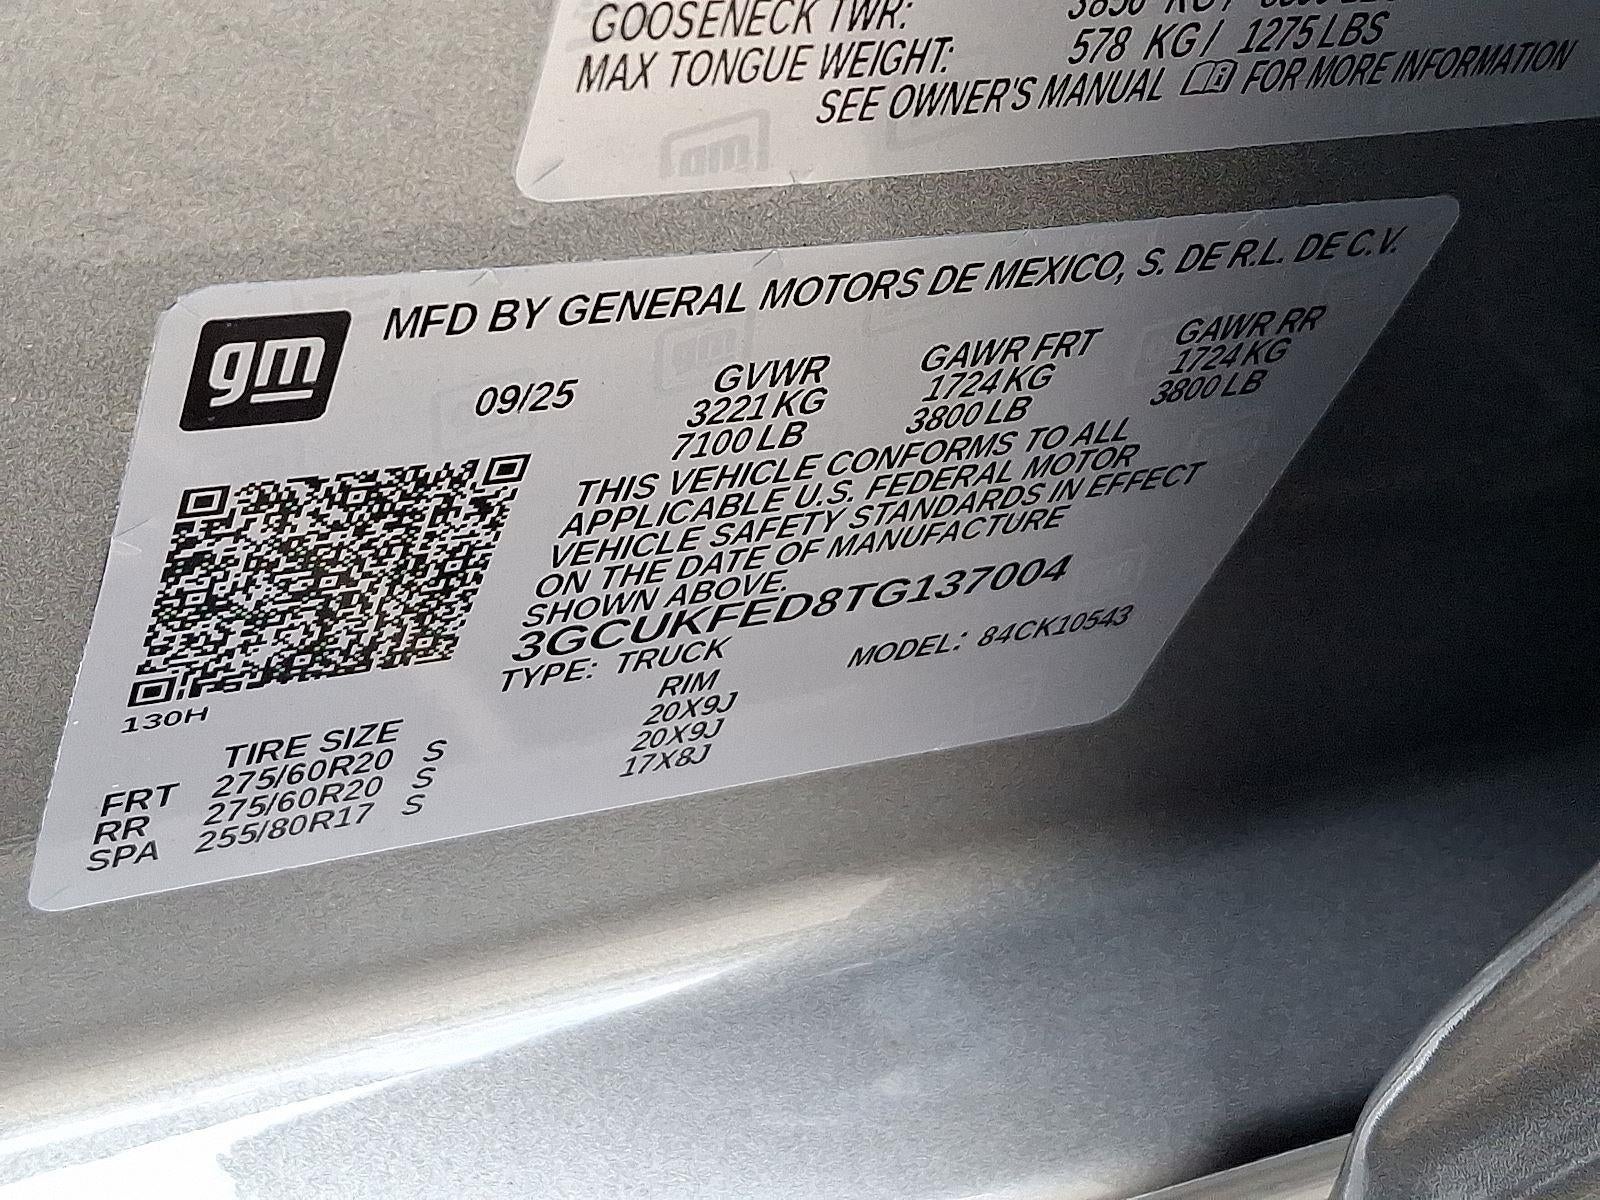 GOOSENECK TWR:
MAX TONGUE WEIGHT: 578 KG / 1275 LBS
SEE OWNER'S MANUAL FOR MORE INFORMATION
gm
MFD BY GENERAL MOTORS DE MEXICO, S. DE R.L. DE C.V.
09/25 GVWR GAWR FRT GAWR RR
3221 KG 1724 KG 1724 KG
7100 LB 3800 LB 3800 LB
THIS VEHICLE CONFORMS TO ALL
APPLICABLE U.S. FEDERAL MOTOR
VEHICLE SAFETY STANDARDS IN EFFECT
ON THE DATE OF MANUFACTURE
SHOWN ABOVE.
3GCUKFED8TG137004
TYPE: TRUCK MODEL: 84CK10543
130H
TIRE SIZE RIM
FRT 275/60R20 S 20X9J
RR 275/60R20 S 20X9J
SPA 255/80R17 S 17X8J